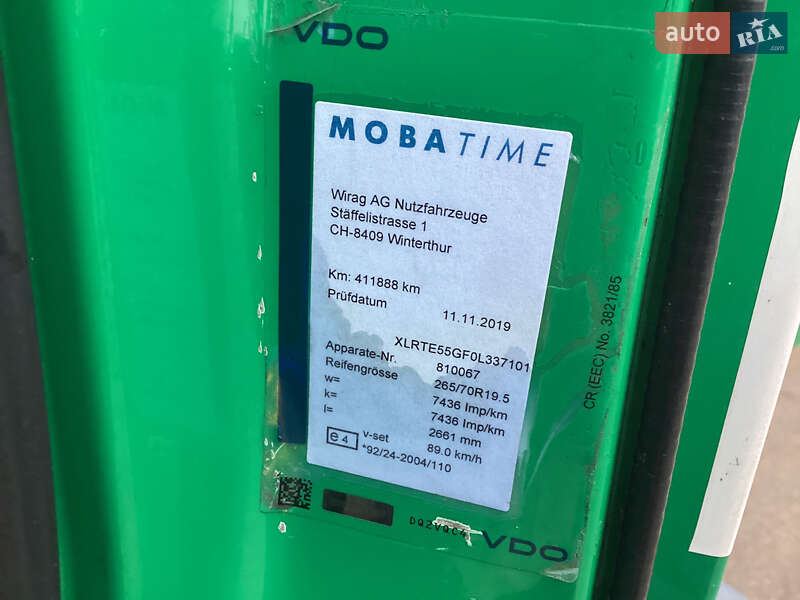 VDO
auto RIA.com
MOBATIME
Wirag AG Nutzfahrzeuge
Stäffelistrasse 1
CH-8409 Winterthur
Km: 411888 km
Prüfdatum 11.11.2019
XLRTE55GF0L337101
Apparate-Nr. 810067
Reifengrösse 265/70R19.5
w= 7436 Imp/km
k= 7436 Imp/km
l= 2661 mm
e4 v-set 89.0 km/h
*92/24-2004/110
CR (EEC) No. 3821/85
VDO